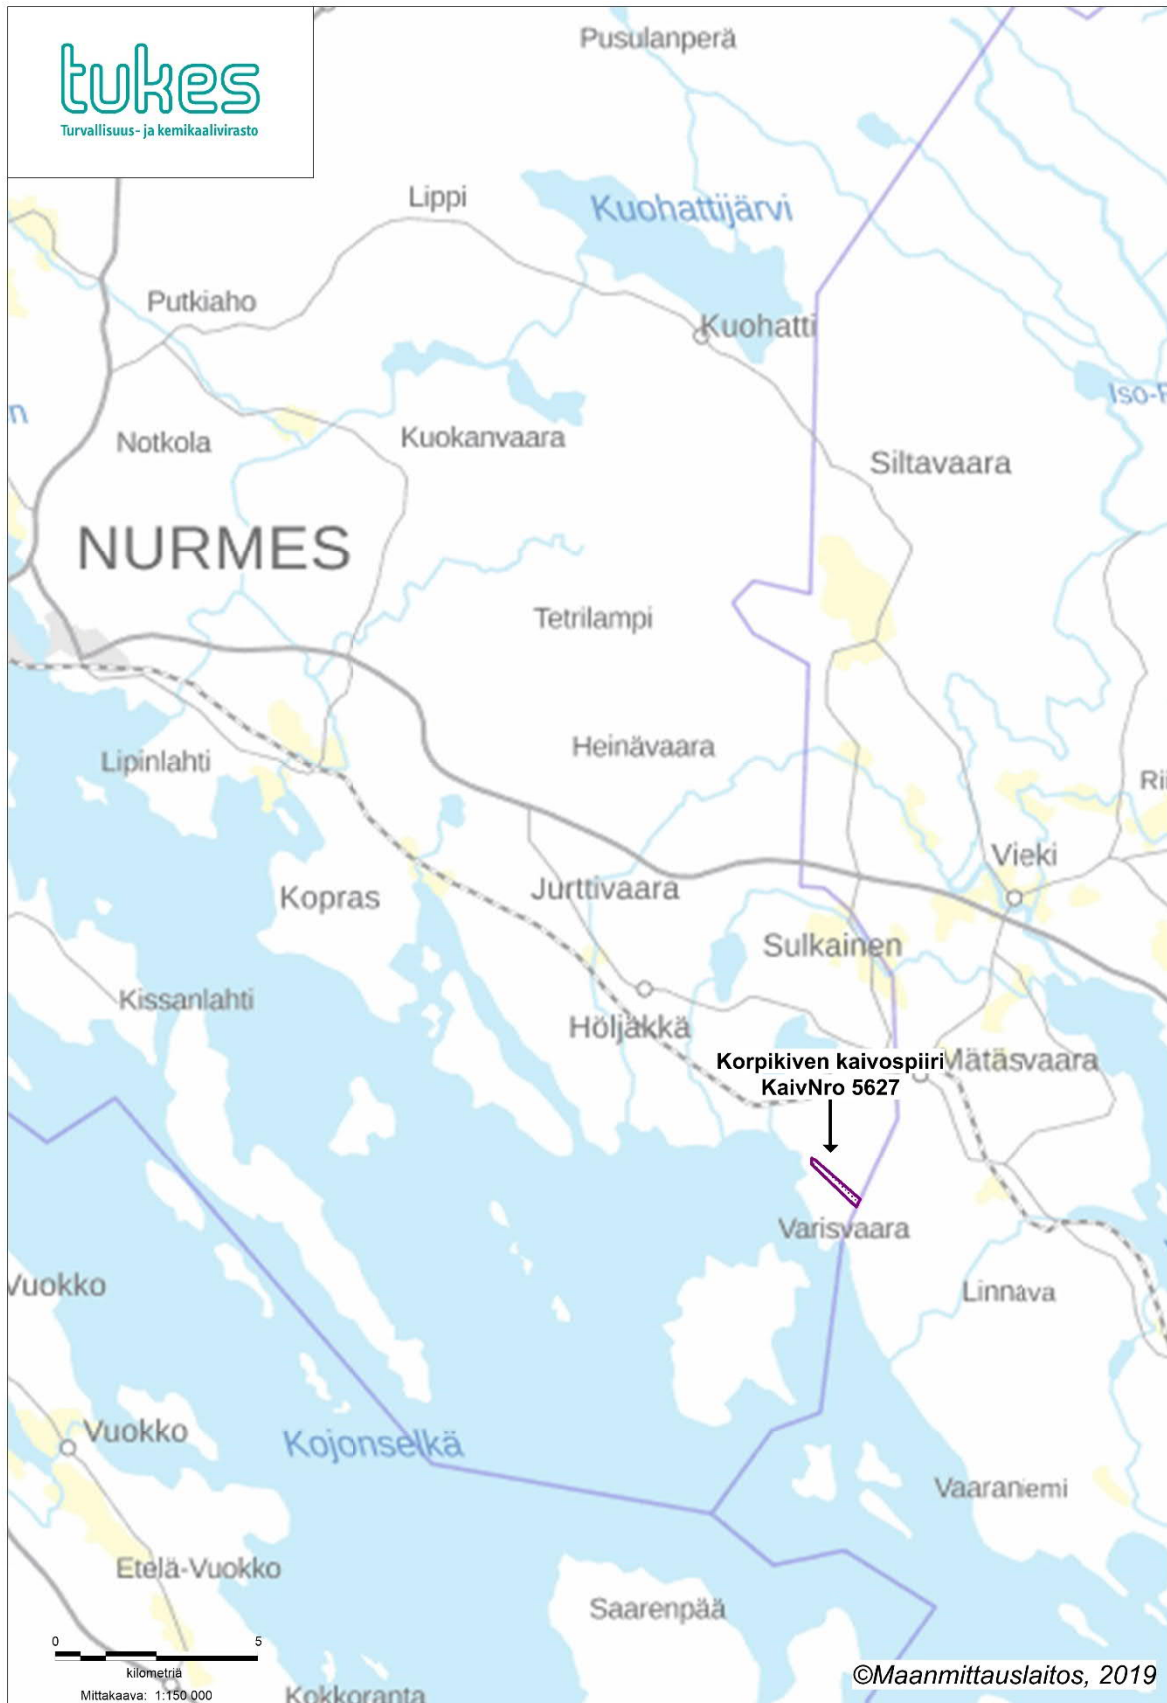 tukes
Turvallisuus- ja kemikaalivirasto
Pusulanperä
Lippi
Kuohattijärvi
Putkiaho
Kuohatti
Iso-
n
Notkola
Kuokanvaara
Siltavaara
NURMES
Tetrilampi
Lipinlahti
Heinävaara
Rii
Vieki
Kopras
Jurttivaara
Sulkainen
Kissanlahti
Höljäkkä
Korpikiven kaivospiiri
KaivNro 5627
Mätäsvaara
Varisvaara
Vuokko
Linnava
Vuokko
Kojonselkä
Vaaraniemi
Etelä-Vuokko
Saarenpää
0 5
kilometriä
Mittakaava: 1:150 000
Kokkoranta
©Maanmittauslaitos, 2019